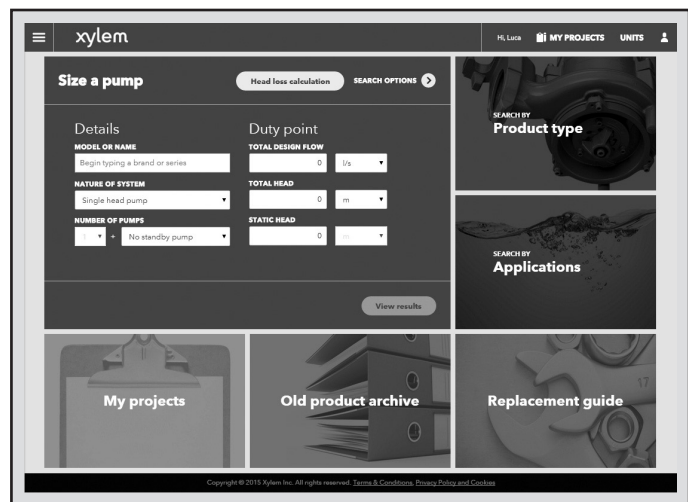 xylem
Hi, Luca
MY PROJECTS
UNITS
Size a pump
Head loss calculation
SEARCH OPTIONS
Details
MODEL OR NAME
Begin typing a brand or series
NATURE OF SYSTEM
Single head pump
NUMBER OF PUMPS
1 + No standby pump
Duty point
TOTAL DESIGN FLOW
0 l/s
TOTAL HEAD
0 m
STATIC HEAD
0 m
View results
SEARCH BY
Product type
SEARCH BY
Applications
My projects
Old product archive
Replacement guide
17
Copyright © 2015 Xylem Inc. All rights reserved. Terms & Conditions, Privacy Policy and Cookies